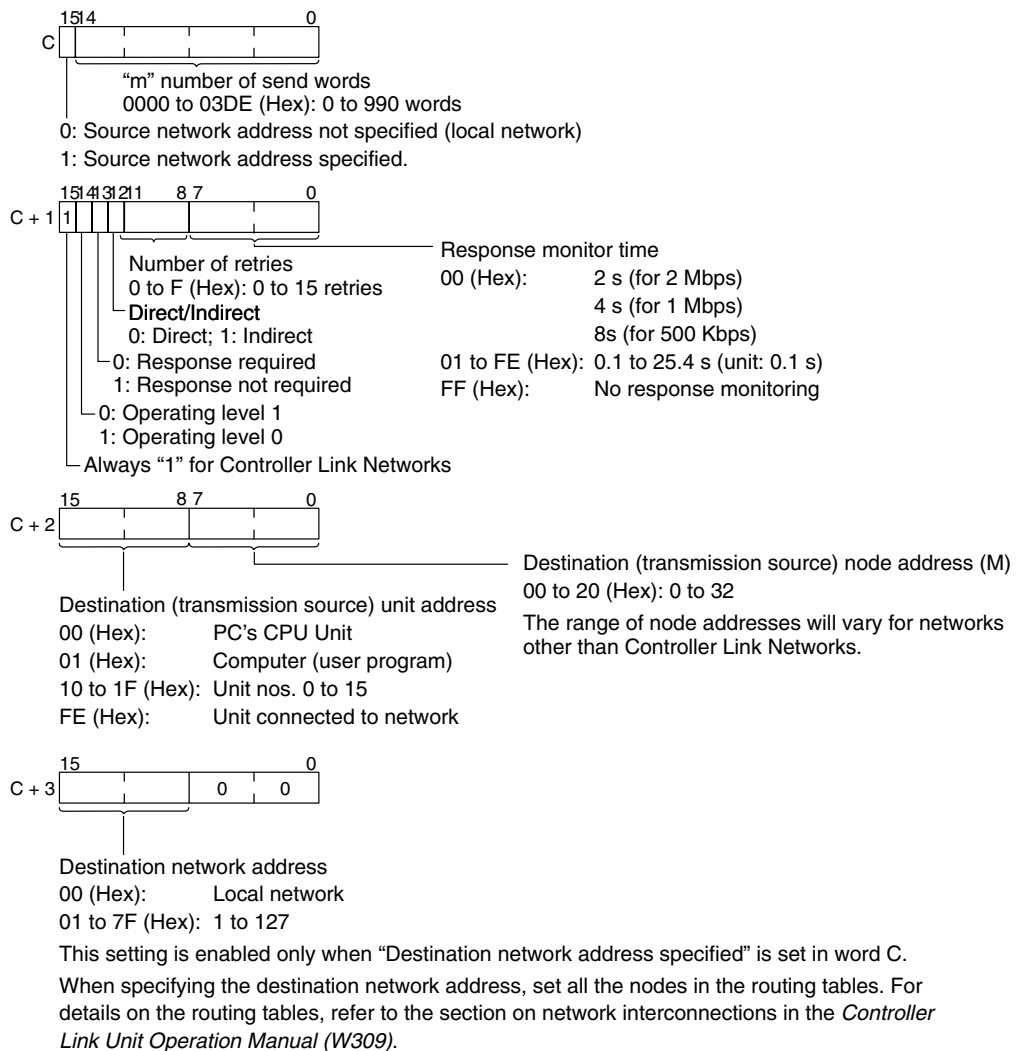 1514 0
C
"m" number of send words
0000 to 03DE (Hex): 0 to 990 words
0: Source network address not specified (local network)
1: Source network address specified.
1514131211 8 7 0
C + 1 1
Number of retries
0 to F (Hex): 0 to 15 retries
Direct/Indirect
0: Direct; 1: Indirect
0: Response required
1: Response not required
0: Operating level 1
1: Operating level 0
Always "1" for Controller Link Networks
Response monitor time
00 (Hex): 2 s (for 2 Mbps)
4 s (for 1 Mbps)
8s (for 500 Kbps)
01 to FE (Hex): 0.1 to 25.4 s (unit: 0.1 s)
FF (Hex): No response monitoring
15 8 7 0
C + 2
Destination (transmission source) node address (M)
00 to 20 (Hex): 0 to 32
The range of node addresses will vary for networks
other than Controller Link Networks.
Destination (transmission source) unit address
00 (Hex): PC's CPU Unit
01 (Hex): Computer (user program)
10 to 1F (Hex): Unit nos. 0 to 15
FE (Hex): Unit connected to network
15 0
C + 3 0 0
Destination network address
00 (Hex): Local network
01 to 7F (Hex): 1 to 127
This setting is enabled only when "Destination network address specified" is set in word C.
When specifying the destination network address, set all the nodes in the routing tables. For
details on the routing tables, refer to the section on network interconnections in the Controller
Link Unit Operation Manual (W309).